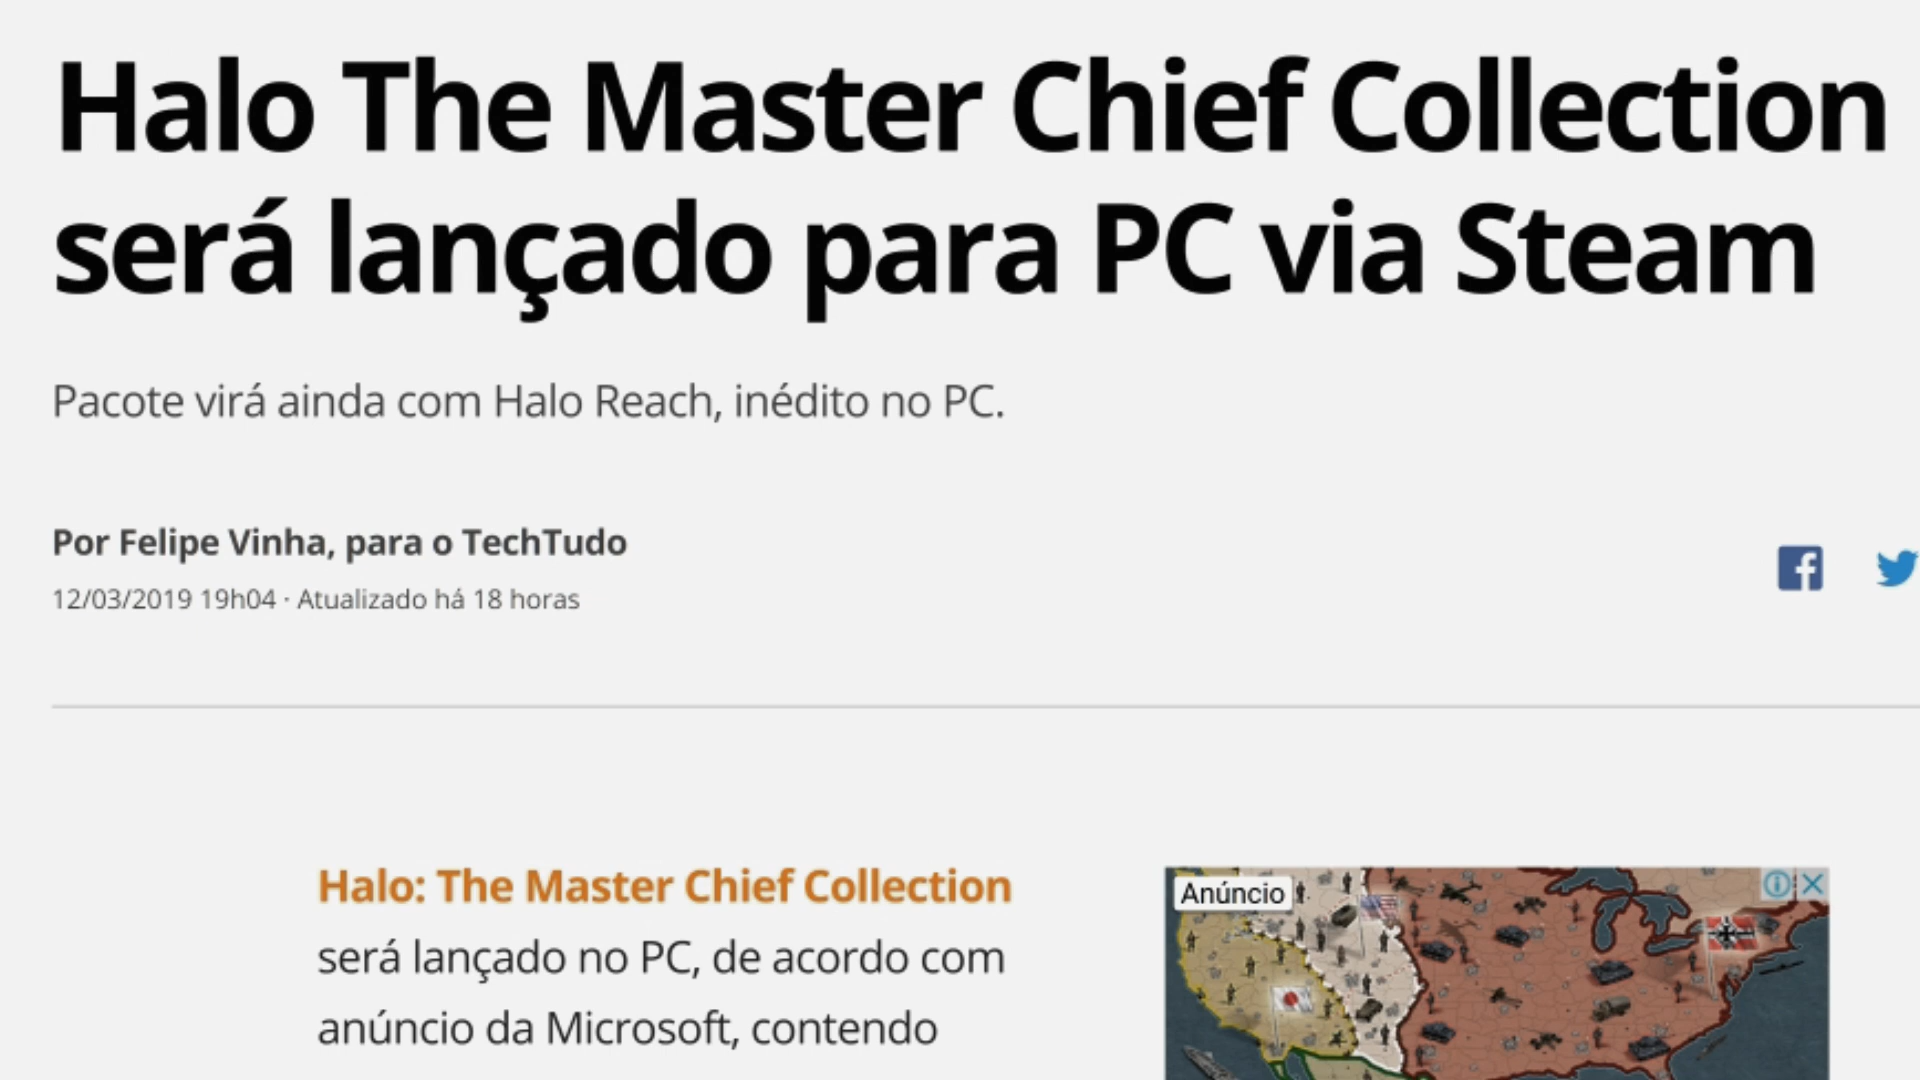 Halo The Master Chief Collection
será lançado para PC via Steam
Pacote virá ainda com Halo Reach, inédito no PC.
Por Felipe Vinha, para o TechTudo
12/03/2019 19h04 · Atualizado há 18 horas
Halo: The Master Chief Collection
será lançado no PC, de acordo com
anúncio da Microsoft, contendo
Anúncio